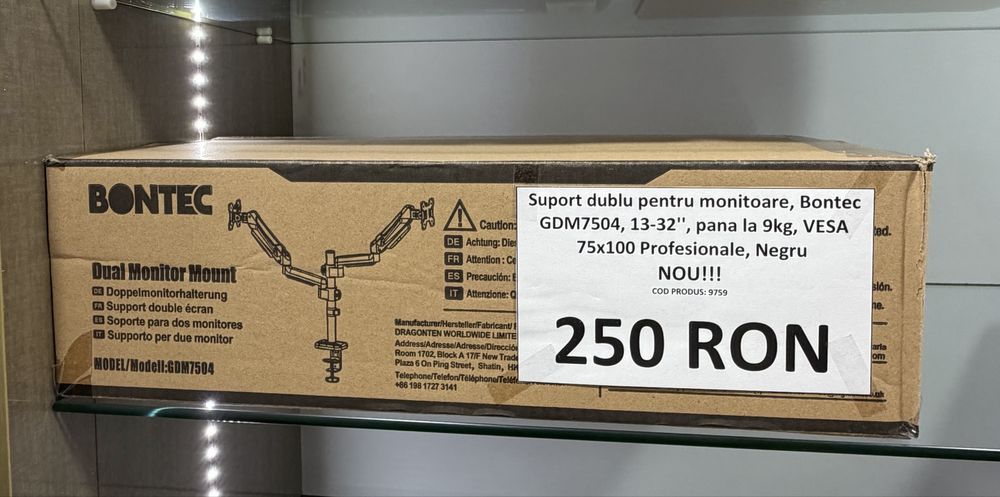 BONTEC
Dual Monitor Mount
DE Doppelmonitorhalterung
FR Support double écran
ES Soporte para dos monitores
IT Supporto per due monitor
MODEL/Modell:GDM7504
Caution:
DE Achtung:
FR Attention:
ES Precaución:
IT Attenzione:
Manufacturer/Hersteller/Fabricant/
DRAGONTEN WORLDWIDE
Address/Adresse/Adresse/
Room 1702, Block A 17/F New
Plaza 6 On Ping Street, Shatin,
Telephone/Telefon/Téléphone/
+86 198 1727 3141
Suport dublu pentru monitoare, Bontec
GDM7504, 13-32'', pana la 9kg, VESA
75x100 Profesionale, Negru
NOU!!!
COD PRODUS: 9759
250 RON